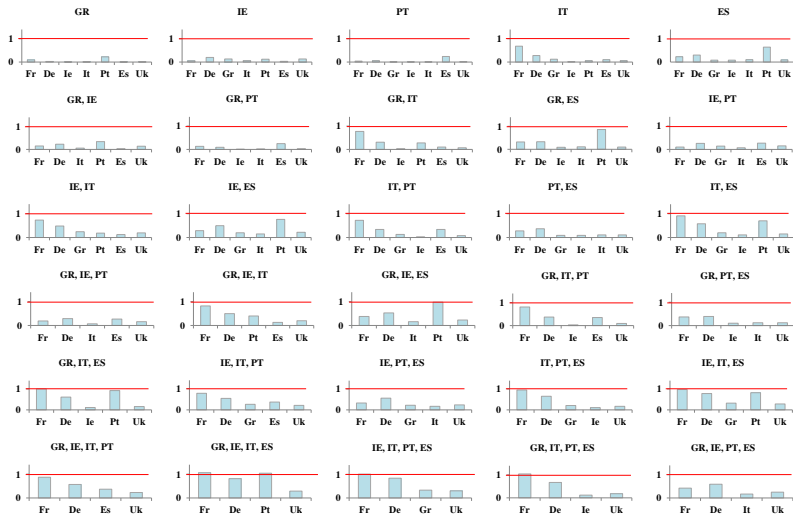 GR IE PT IT ES
1 1 1 1 1
0 0 0 0 0
Fr De Ie It Pt Es Uk Fr De Gr It Pt Es Uk Fr De Gr Ie It Es Uk Fr De Gr Ie Pt Es Uk Fr De Gr Ie It Pt Uk
GR, IE GR, PT GR, IT GR, ES IE, PT
1 1 1 1 1
0 0 0 0 0
Fr De It Pt Es Uk Fr De Ie It Es Uk Fr De Ie Pt Es Uk Fr De Ie It Pt Uk Fr De Gr It Es Uk
IE, IT IE, ES IT, PT PT, ES IT, ES
1 1 1 1 1
0 0 0 0 0
Fr De Gr Pt Es Uk Fr De Gr It Pt Uk Fr De Gr Ie Es Uk Fr De Gr Ie It Uk Fr De Gr Ie Pt Uk
GR, IE, PT GR, IE, IT GR, IE, ES GR, IT, PT GR, PT, ES
1 1 1 1 1
0 0 0 0 0
Fr De It Es Uk Fr De Pt Es Uk Fr De It Pt Uk Fr De Ie Es Uk Fr De Ie It Uk
GR, IT, ES IE, IT, PT IE, PT, ES IT, PT, ES IE, IT, ES
1 1 1 1 1
0 0 0 0 0
Fr De Ie Pt Uk Fr De Gr Es Uk Fr De Gr It Uk Fr De Gr Ie Uk Fr De Gr Pt Uk
GR, IE, IT, PT GR, IE, IT, ES IE, IT, PT, ES GR, IT, PT, ES GR, IE, PT, ES
1 1 1 1 1
0 0 0 0 0
Fr De Es Uk Fr De Pt Uk Fr De Gr Uk Fr De Ie Uk Fr De It Uk